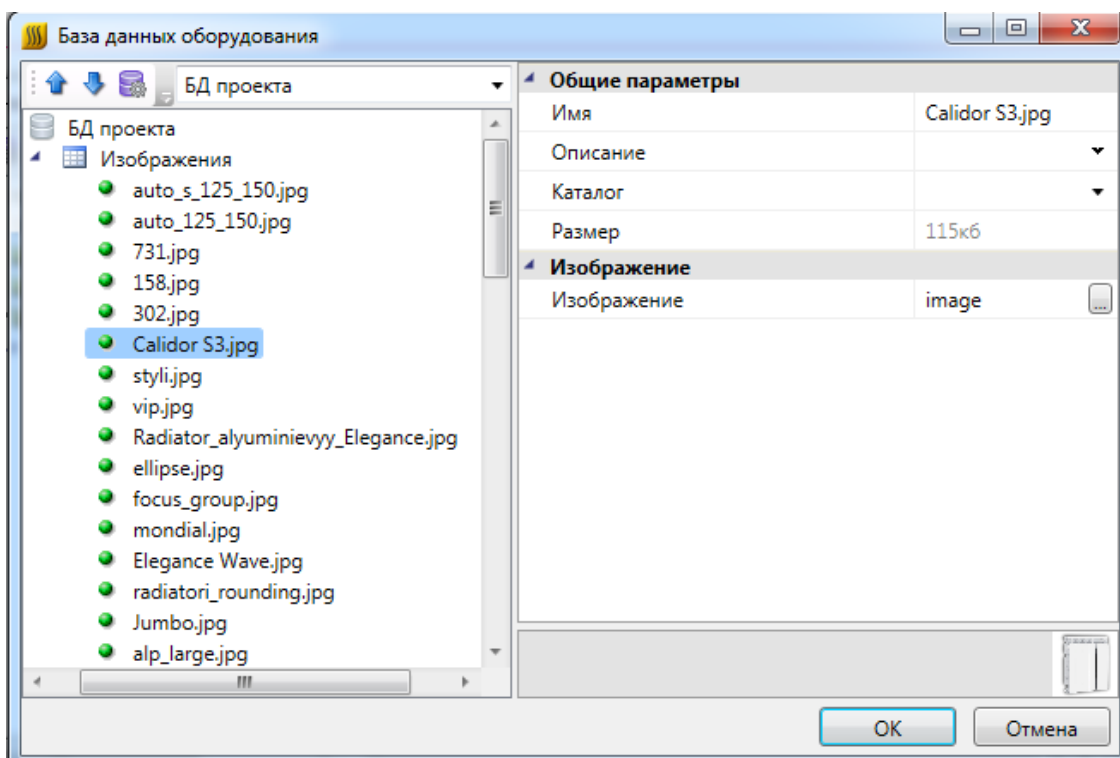 База данных оборудования
БД проекта
БД проекта
Изображения
auto_s_125_150.jpg
auto_125_150.jpg
731.jpg
158.jpg
302.jpg
Calidor S3.jpg
styli.jpg
vip.jpg
Radiator_alyuminievyy_Elegance.jpg
ellipse.jpg
focus_group.jpg
mondial.jpg
Elegance Wave.jpg
radiatori_rounding.jpg
Jumbo.jpg
alp_large.jpg
Общие параметры
Имя Calidor S3.jpg
Описание
Каталог
Размер 115кб
Изображение
Изображение image ...
OK Отмена